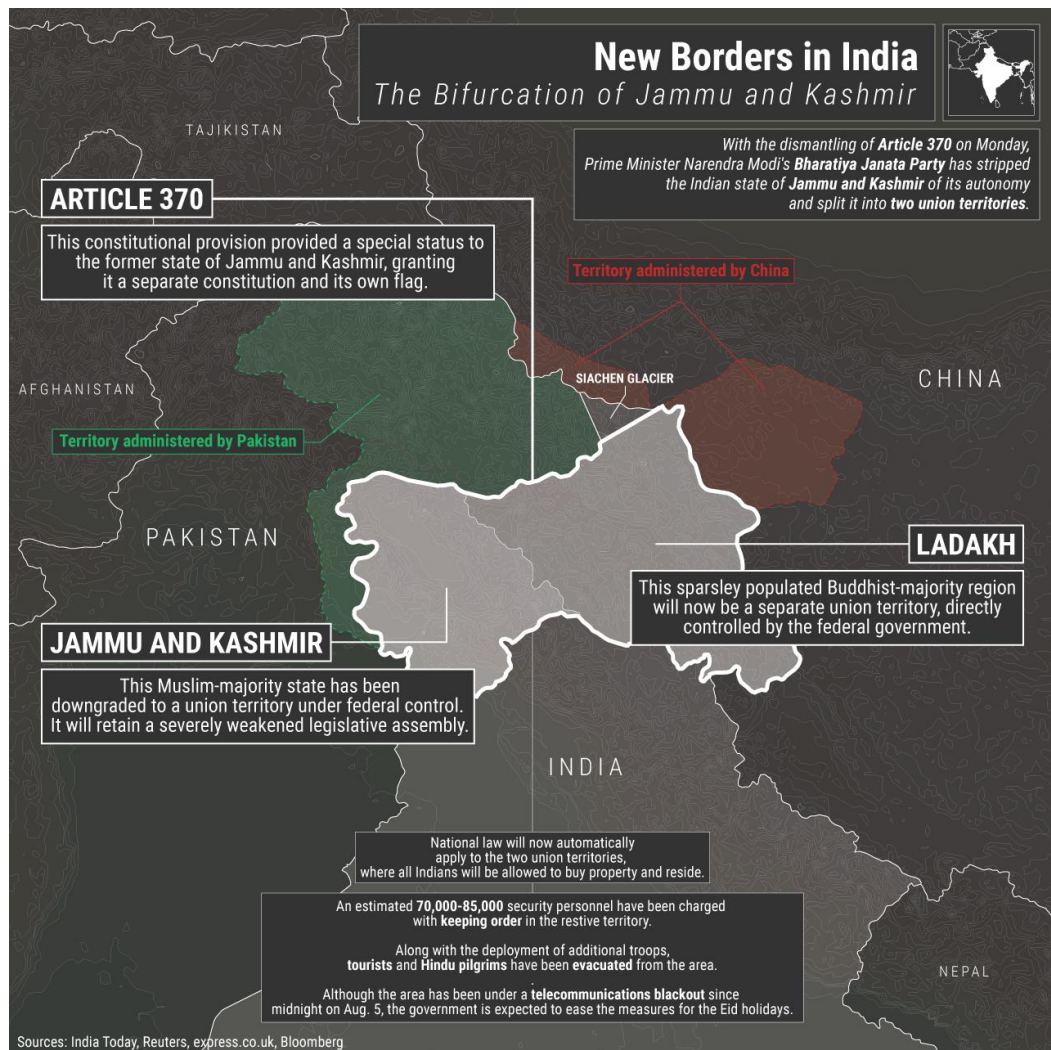 New Borders in India
The Bifurcation of Jammu and Kashmir
With the dismantling of Article 370 on Monday,
Prime Minister Narendra Modi's Bharatiya Janata Party has stripped
the Indian state of Jammu and Kashmir of its autonomy
and split it into two union territories.
TAJIKISTAN
ARTICLE 370
This constitutional provision provided a special status to
the former state of Jammu and Kashmir, granting
it a separate constitution and its own flag.
Territory administered by China
SIACHEN GLACIER
AFGHANISTAN
CHINA
Territory administered by Pakistan
PAKISTAN
LADAKH
This sparsley populated Buddhist-majority region
will now be a separate union territory, directly
controlled by the federal government.
JAMMU AND KASHMIR
This Muslim-majority state has been
downgraded to a union territory under federal control.
It will retain a severely weakened legislative assembly.
INDIA
National law will now automatically
apply to the two union territories,
where all Indians will be allowed to buy property and reside.
An estimated 70,000-85,000 security personnel have been charged
with keeping order in the restive territory.
Along with the deployment of additional troops,
tourists and Hindu pilgrims have been evacuated from the area.
.
Although the area has been under a telecommunications blackout since
midnight on Aug. 5, the government is expected to ease the measures for the Eid holidays.
NEPAL
Sources: India Today, Reuters, express.co.uk, Bloomberg